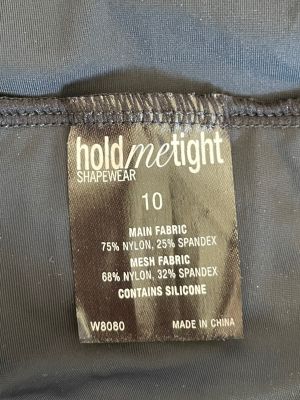 holdmetight
SHAPEWEAR
10
MAIN FABRIC
75% NYLON, 25% SPANDEX
MESH FABRIC
68% NYLON, 32% SPANDEX
CONTAINS SILICONE
W8080 MADE IN CHINA